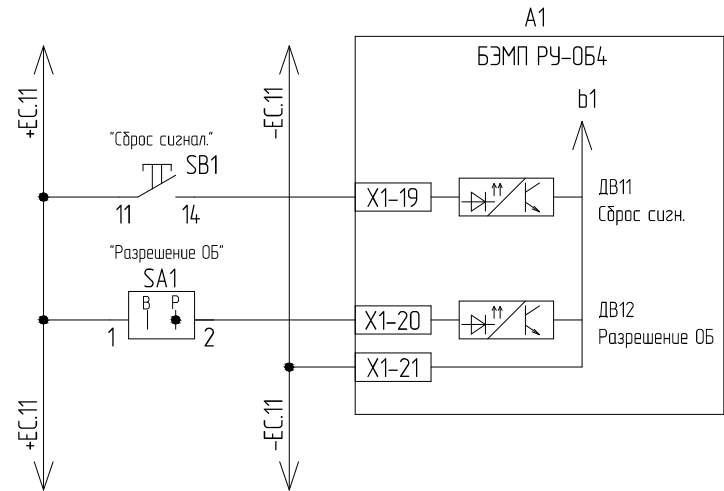 A1
БЭМП РУ-ОБ4
b1
+EC.11
-EC.11
"Сброс сигнал."
SB1
11
14
X1-19
ДВ11
Сброс сигн.
"Разрешение ОБ"
SA1
В Р
1
2
X1-20
ДВ12
Разрешение ОБ
X1-21
+EC.11
-EC.11